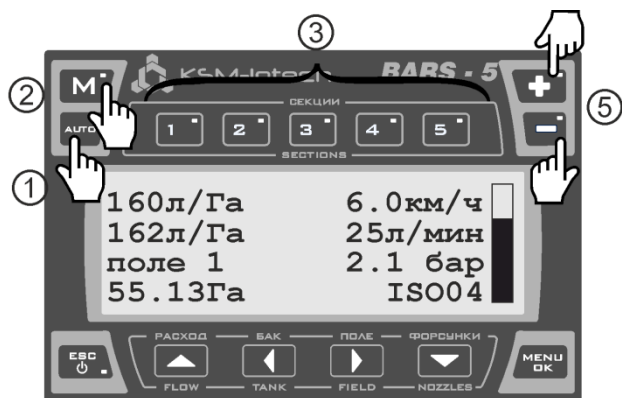 ③
② M KSM-Intech BARS - 5 + ⑤
СЕКЦИИ
AUTO 1 2 3 4 5 -
SECTIONS
①
160л/Га 6.0км/ч
162л/Га 25л/мин
поле 1 2.1 бар
55.13Га ISO04
РАСХОД БАК ПОЛЕ ФОРСУНКИ
ESC MENU OK
FLOW TANK FIELD NOZZLES